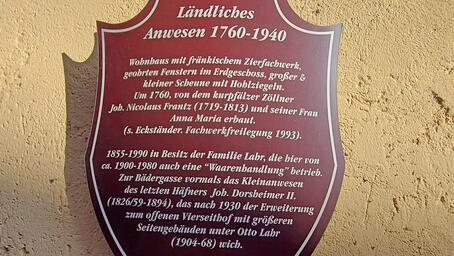 Ländliches
Anwesen 1760-1940
Wohnhaus mit fränkischem Zierfachwerk,
geohrten Fenstern im Erdgeschoss, großer &
kleiner Scheune mit Hohlziegeln.
Um 1760, von dem kurpfälzer Zöllner
Joh. Nicolaus Frantz (1719-1813) und seiner Frau
Anna Maria erbaut.
(s. Eckständer. Fachwerkfreilegung 1993).
1855-1990 in Besitz der Familie Lahr, die hier von
ca. 1900-1980 auch eine "Waarenhandlung" betrieb.
Zur Bädergasse vormals das Kleinanwesen
des letzten Häfners Joh. Dorsheimer II.
(1826/59-1894), das nach 1930 der Erweiterung
zum offenen Vierseithof mit größeren
Seitengebäuden unter Otto Lahr
(1904-68) wich.